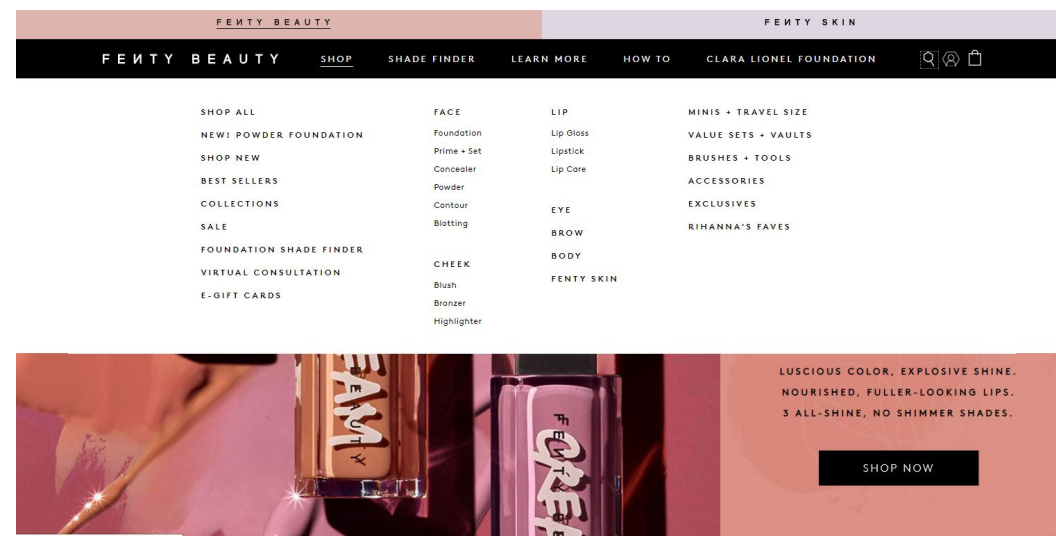 FEИTY BEAUTY
FEИTY SKIN
FEИTY BEAUTY
SHOP
SHADE FINDER
LEARN MORE
HOW TO
CLARA LIONEL FOUNDATION
SHOP ALL
NEW! POWDER FOUNDATION
SHOP NEW
BEST SELLERS
COLLECTIONS
SALE
FOUNDATION SHADE FINDER
VIRTUAL CONSULTATION
E-GIFT CARDS
FACE
Foundation
Prime + Set
Concealer
Powder
Contour
Blotting
CHEEK
Blush
Bronzer
Highlighter
LIP
Lip Gloss
Lipstick
Lip Care
EYE
BROW
BODY
FENTY SKIN
MINIS + TRAVEL SIZE
VALUE SETS + VAULTS
BRUSHES + TOOLS
ACCESSORIES
EXCLUSIVES
RIHANNA'S FAVES
LUSCIOUS COLOR, EXPLOSIVE SHINE.
NOURISHED, FULLER-LOOKING LIPS.
3 ALL-SHINE, NO SHIMMER SHADES.
SHOP NOW